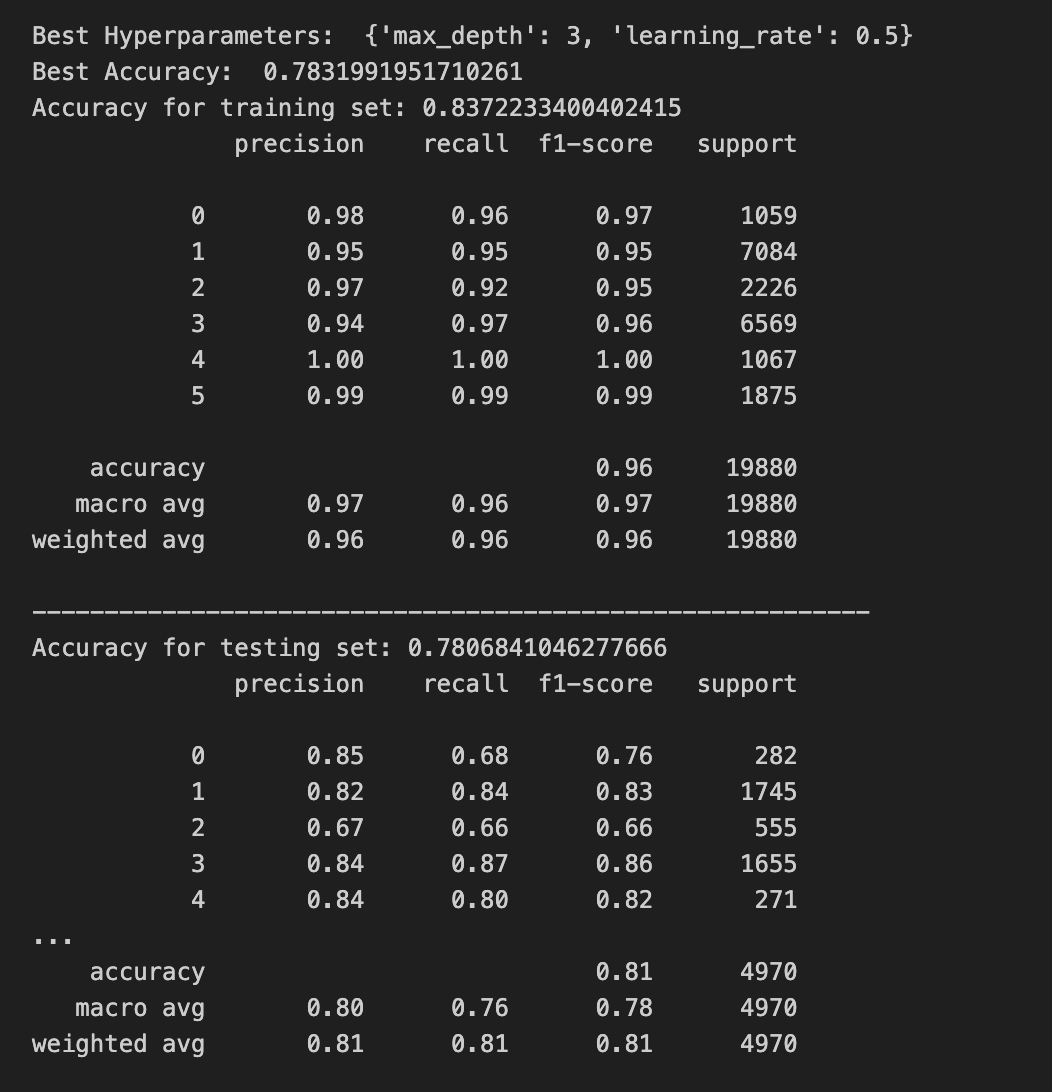 Best Hyperparameters:  {'max_depth': 3, 'learning_rate': 0.5}
Best Accuracy:  0.7831991951710261
Accuracy for training set: 0.8372233400402415
              precision    recall  f1-score   support

           0       0.98      0.96      0.97      1059
           1       0.95      0.95      0.95      7084
           2       0.97      0.92      0.95      2226
           3       0.94      0.97      0.96      6569
           4       1.00      1.00      1.00      1067
           5       0.99      0.99      0.99      1875

    accuracy                           0.96     19880
   macro avg       0.97      0.96      0.97     19880
weighted avg       0.96      0.96      0.96     19880

----------------------------------------------------------
Accuracy for testing set: 0.7806841046277666
              precision    recall  f1-score   support

           0       0.85      0.68      0.76       282
           1       0.82      0.84      0.83      1745
           2       0.67      0.66      0.66       555
           3       0.84      0.87      0.86      1655
           4       0.84      0.80      0.82       271
...
    accuracy                           0.81      4970
   macro avg       0.80      0.76      0.78      4970
weighted avg       0.81      0.81      0.81      4970